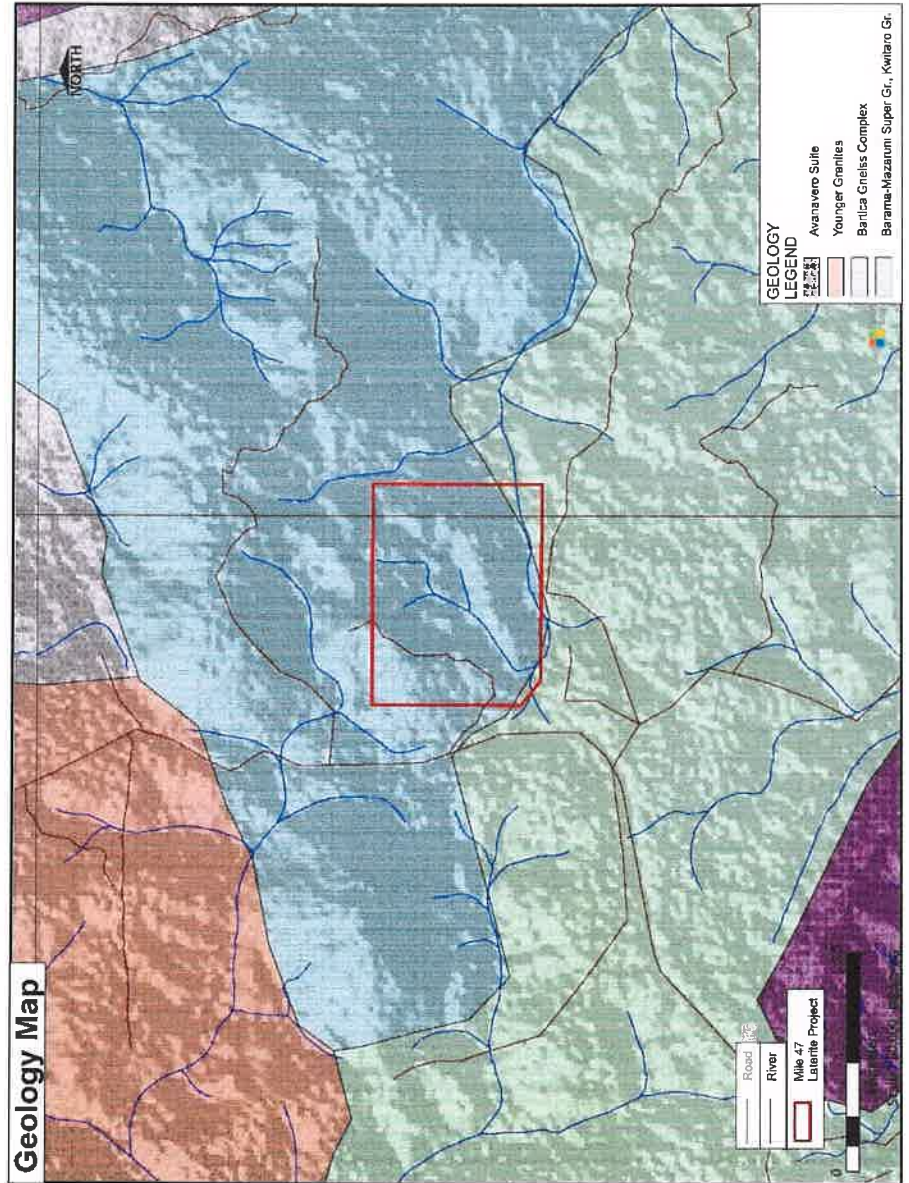 Geology Map
NORTH
GEOLOGY
LEGEND
Avanavero Suite
Younger Granites
Bartica Gneiss Complex
Barama-Mazaruni Super Gr., Kwitaro Gr.
Road
River
Mile 47
Laterite Project
0